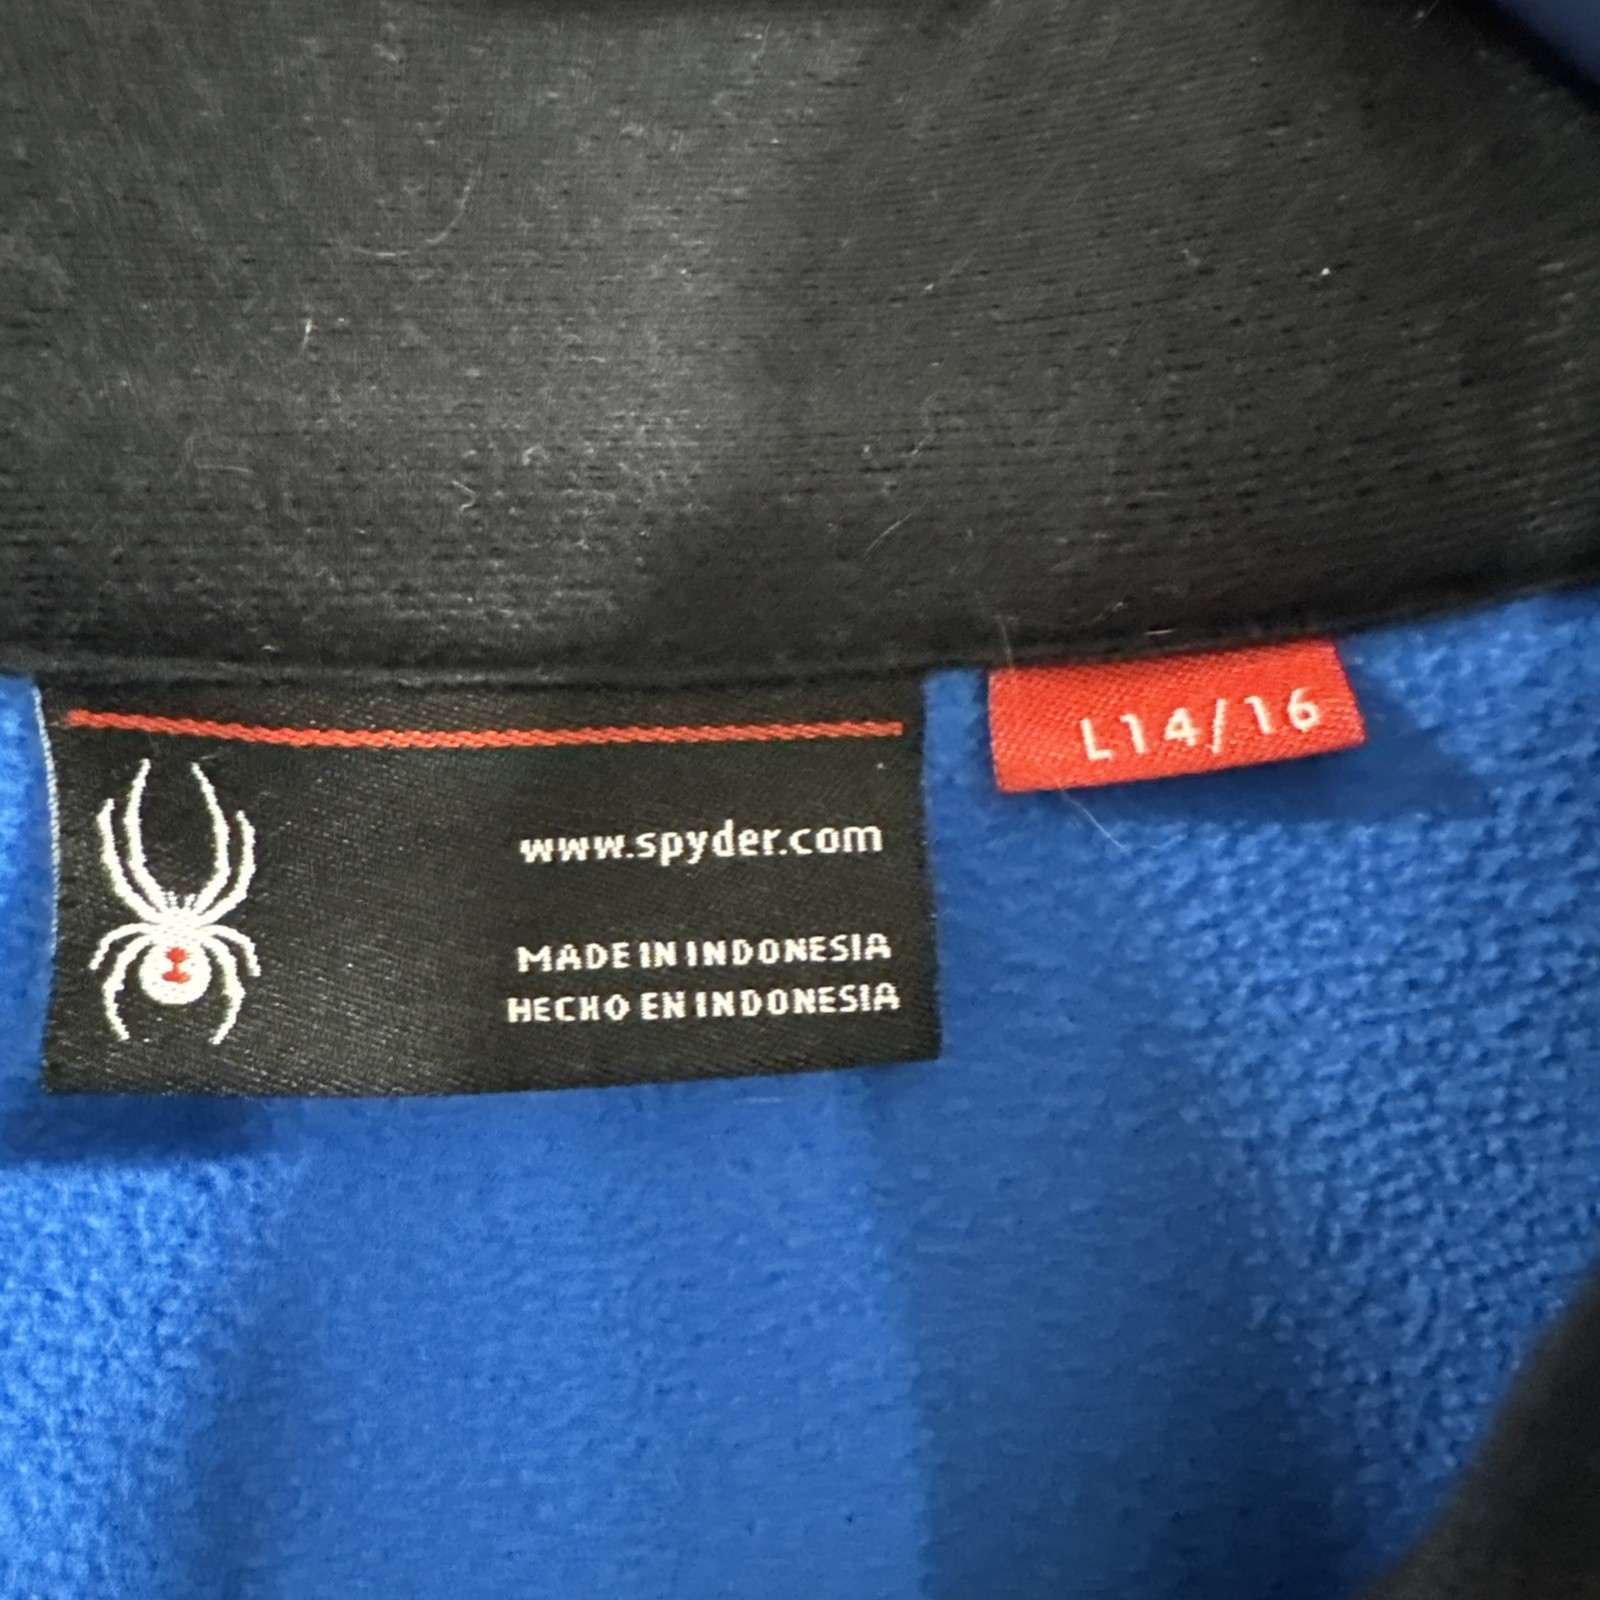 L14/16
www.spyder.com
MADE IN INDONESIA
HECHO EN INDONESIA